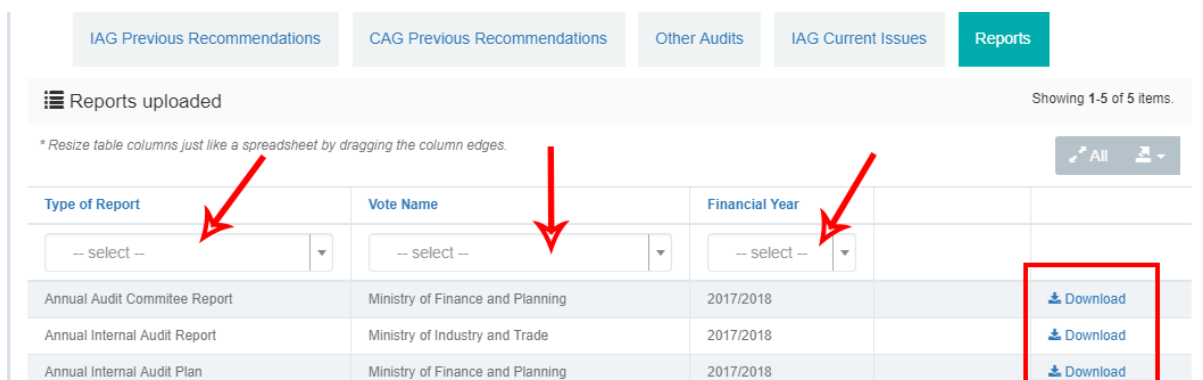 IAG Previous Recommendations CAG Previous Recommendations Other Audits IAG Current Issues Reports
Reports uploaded Showing 1-5 of 5 items.
* Resize table columns just like a spreadsheet by dragging the column edges.
All
Type of Report Vote Name Financial Year
-- select -- -- select -- -- select --
Annual Audit Commitee Report Ministry of Finance and Planning 2017/2018 Download
Annual Internal Audit Report Ministry of Industry and Trade 2017/2018 Download
Annual Internal Audit Plan Ministry of Finance and Planning 2017/2018 Download